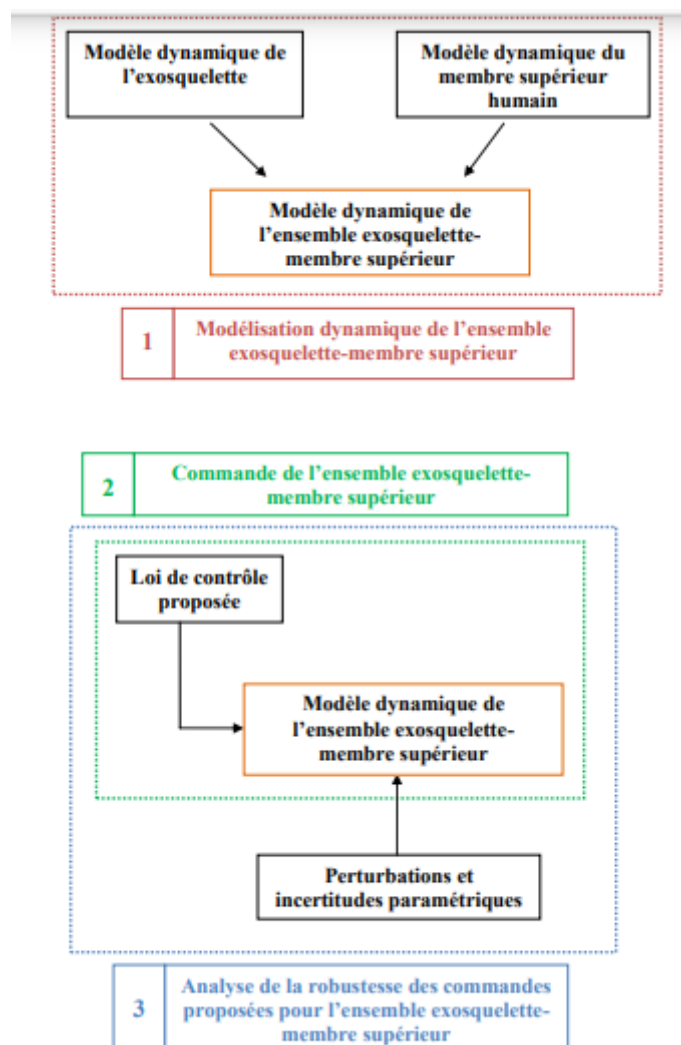 Modèle dynamique de
l'exosquelette
Modèle dynamique du
membre supérieur
humain
Modèle dynamique de
l'ensemble exosquelette-
membre supérieur
1
Modélisation dynamique de l'ensemble
exosquelette-membre supérieur
2
Commande de l'ensemble exosquelette-
membre supérieur
Loi de contrôle
proposée
Modèle dynamique de
l'ensemble exosquelette-
membre supérieur
Perturbations et
incertitudes paramétriques
3
Analyse de la robustesse des commandes
proposées pour l'ensemble exosquelette-
membre supérieur